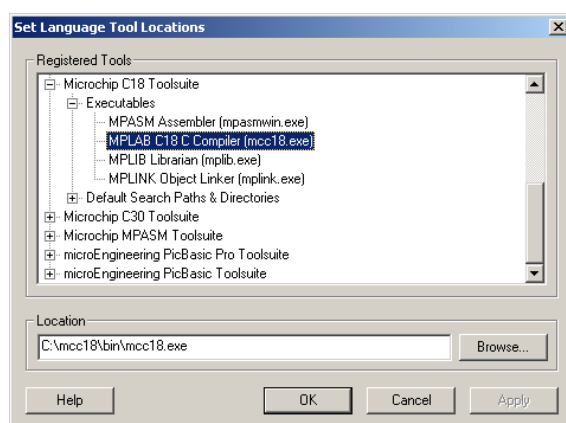 Set Language Tool Locations
Registered Tools
Microchip C18 Toolsuite
Executables
MPASM Assembler (mpasmwin.exe)
MPLAB C18 C Compiler (mcc18.exe)
MPLIB Librarian (mplib.exe)
MPLINK Object Linker (mplink.exe)
Default Search Paths & Directories
Microchip C30 Toolsuite
Microchip MPASM Toolsuite
microEngineering PicBasic Pro Toolsuite
microEngineering PicBasic Toolsuite
Location
C:\mcc18\bin\mcc18.exe Browse...
Help OK Cancel Apply